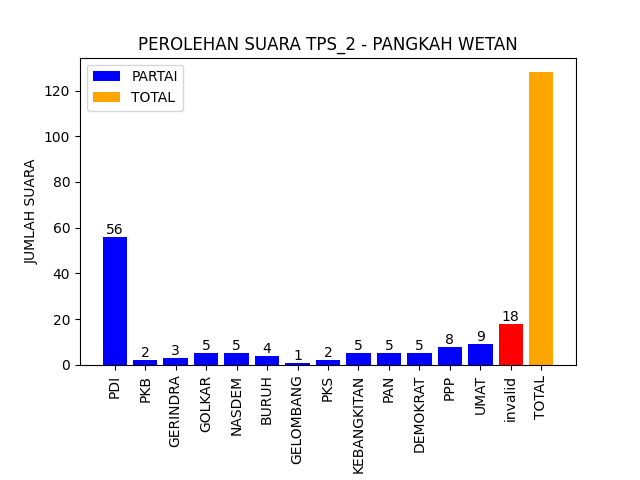 PEROLEHAN SUARA TPS_2 - PANGKAH WETAN
PARTAI
TOTAL
JUMLAH SUARA
120
100
80
60
40
20
0
56
2
3
5
5
4
1
2
5
5
5
8
9
18
PDI
PKB
GERINDRA
GOLKAR
NASDEM
BURUH
GELOMBANG
PKS
KEBANGKITAN
PAN
DEMOKRAT
PPP
UMAT
invalid
TOTAL